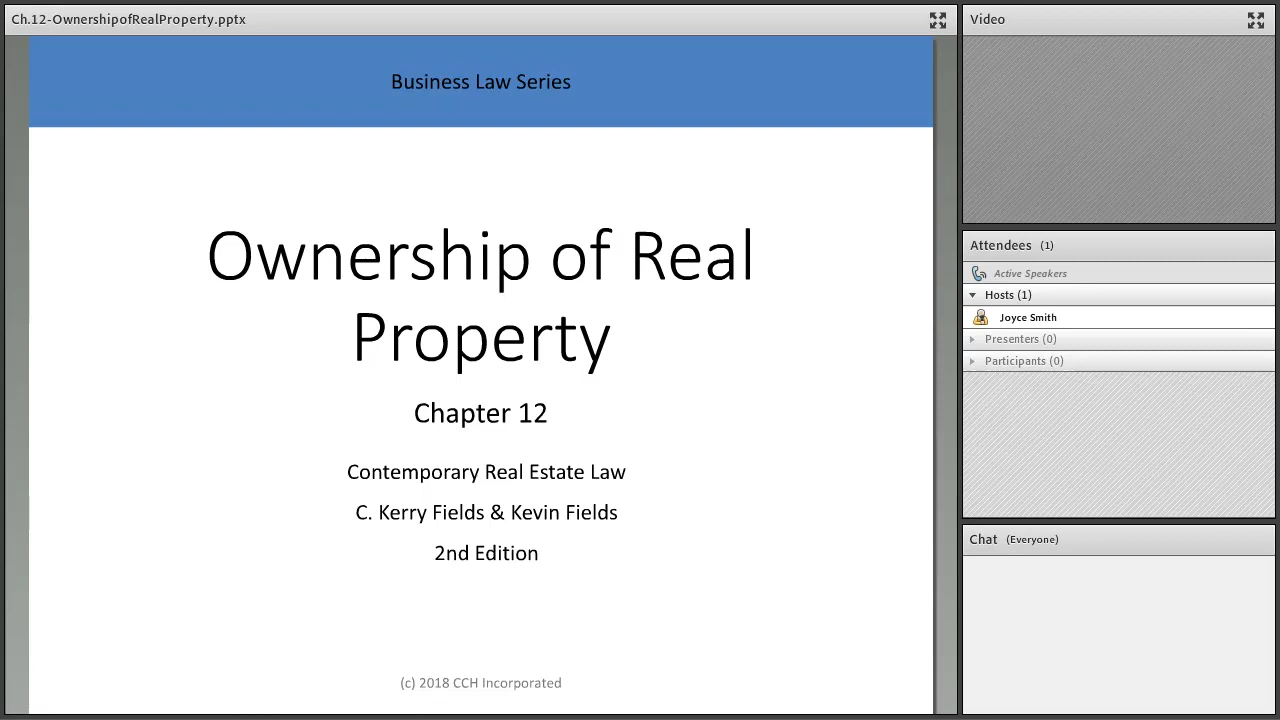 Ch.12-OwnershipofRealProperty.pptx
Business Law Series
Ownership of Real
Property
Chapter 12
Contemporary Real Estate Law
C. Kerry Fields & Kevin Fields
2nd Edition
(c) 2018 CCH Incorporated
Video
Attendees (1)
Active Speakers
Hosts (1)
Joyce Smith
Presenters (0)
Participants (0)
Chat (Everyone)